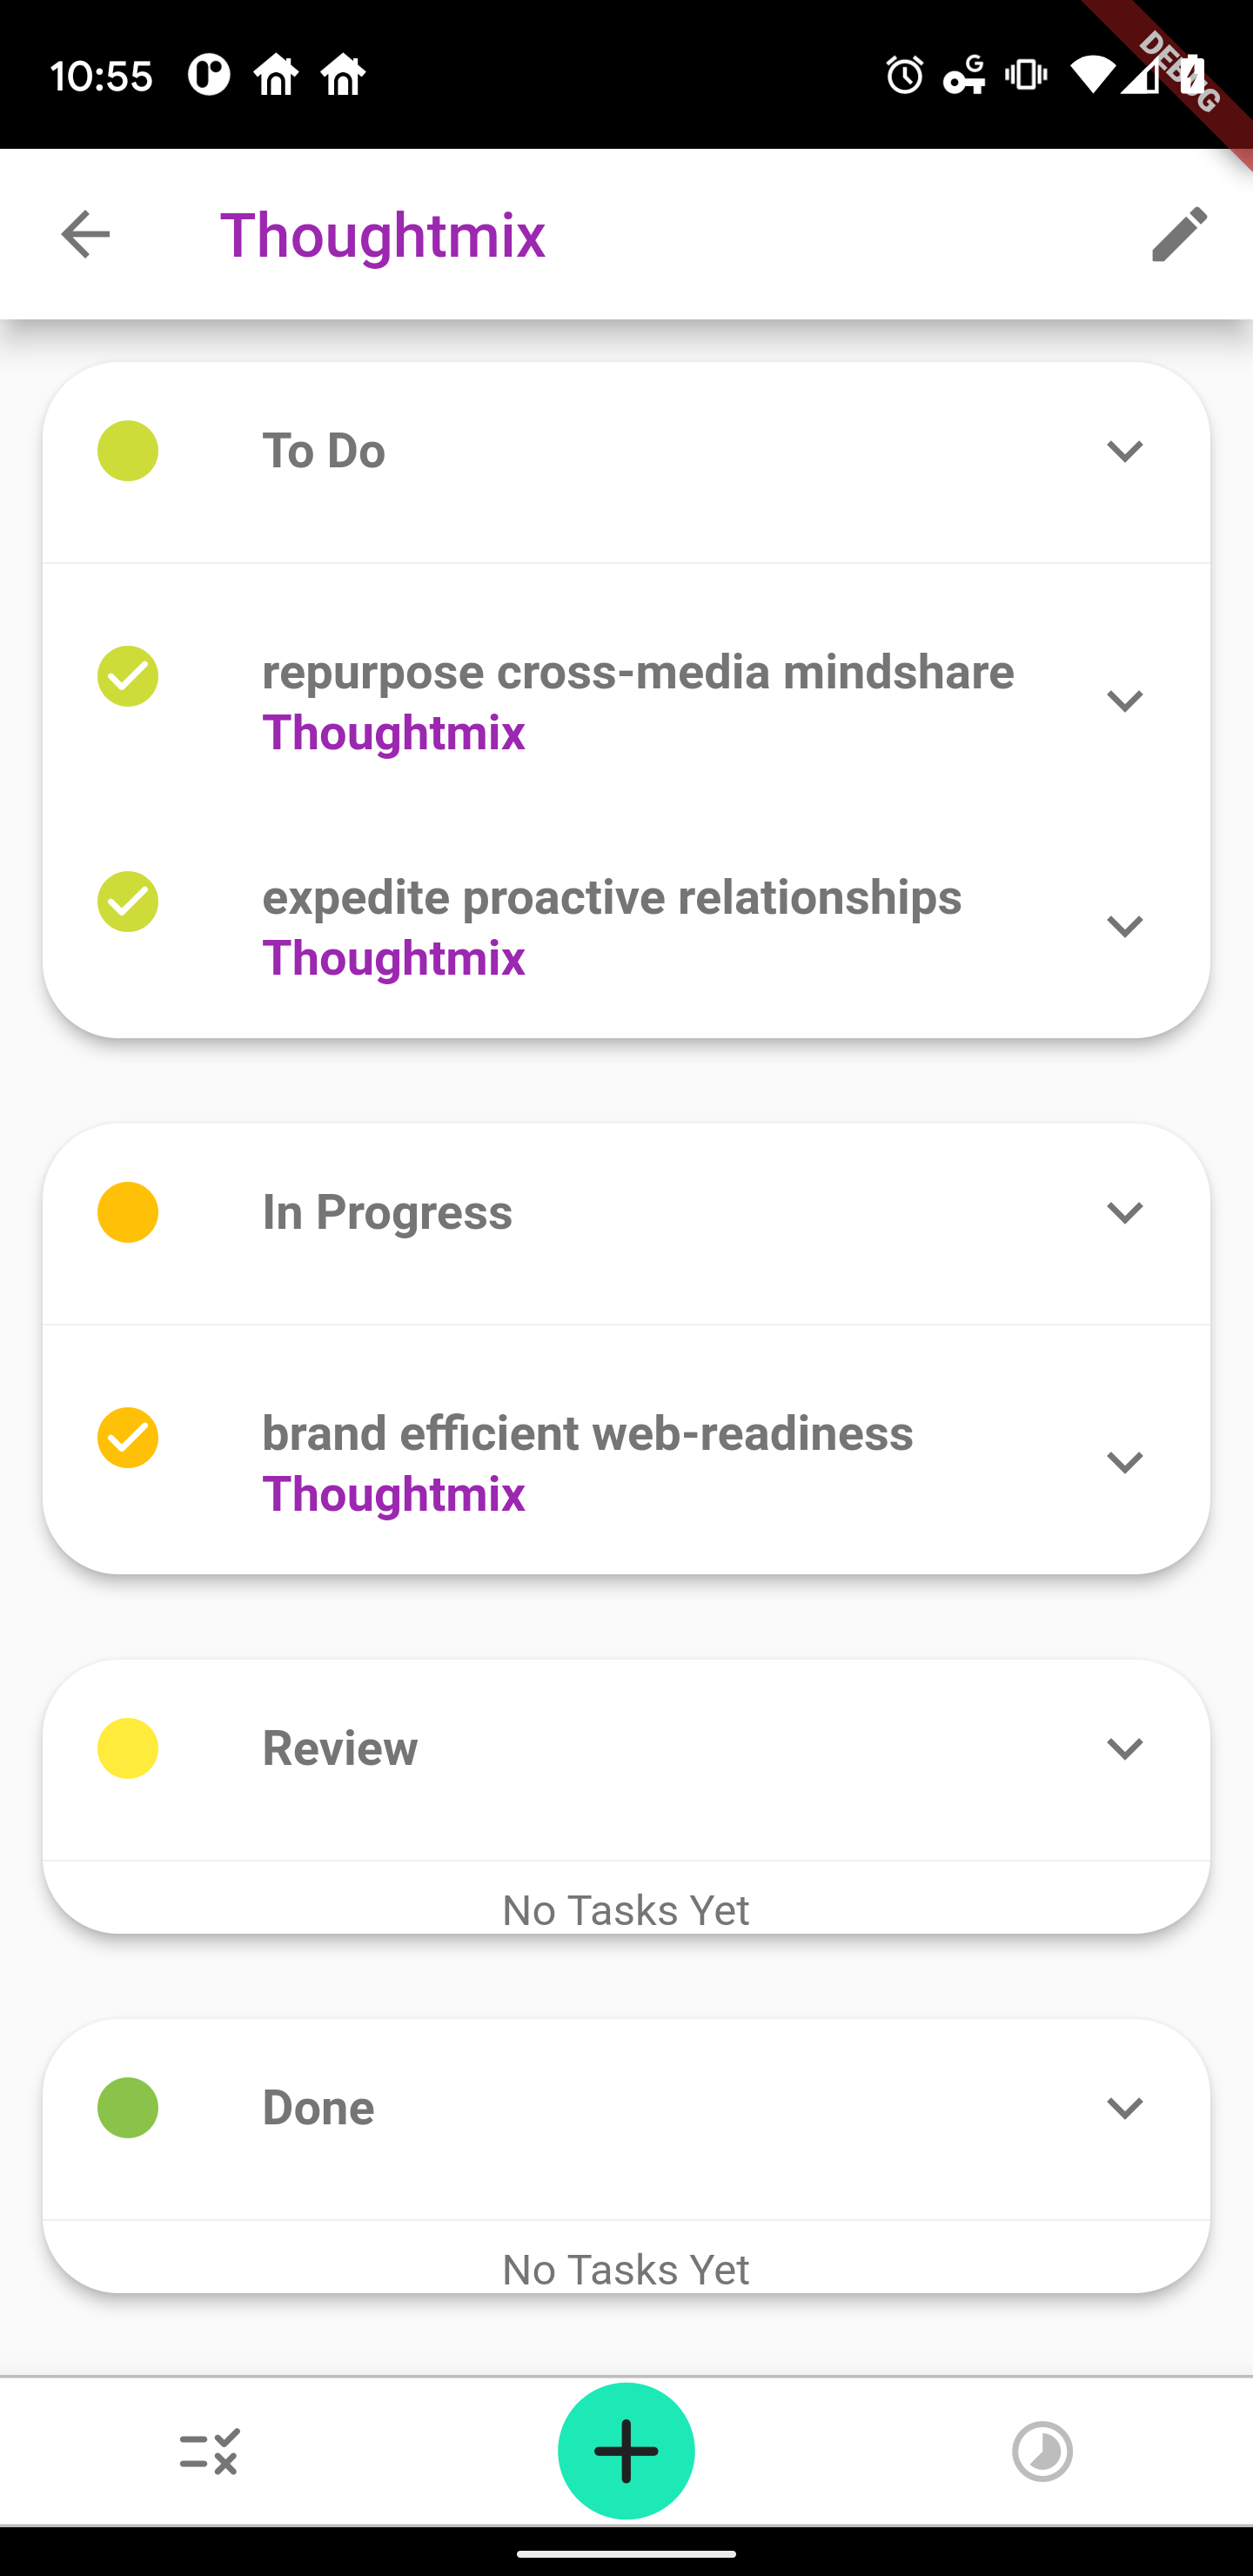 10:55
G
DEBUG
Thoughtmix
To Do
repurpose cross-media mindshare
Thoughtmix
expedite proactive relationships
Thoughtmix
In Progress
brand efficient web-readiness
Thoughtmix
Review
No Tasks Yet
Done
No Tasks Yet